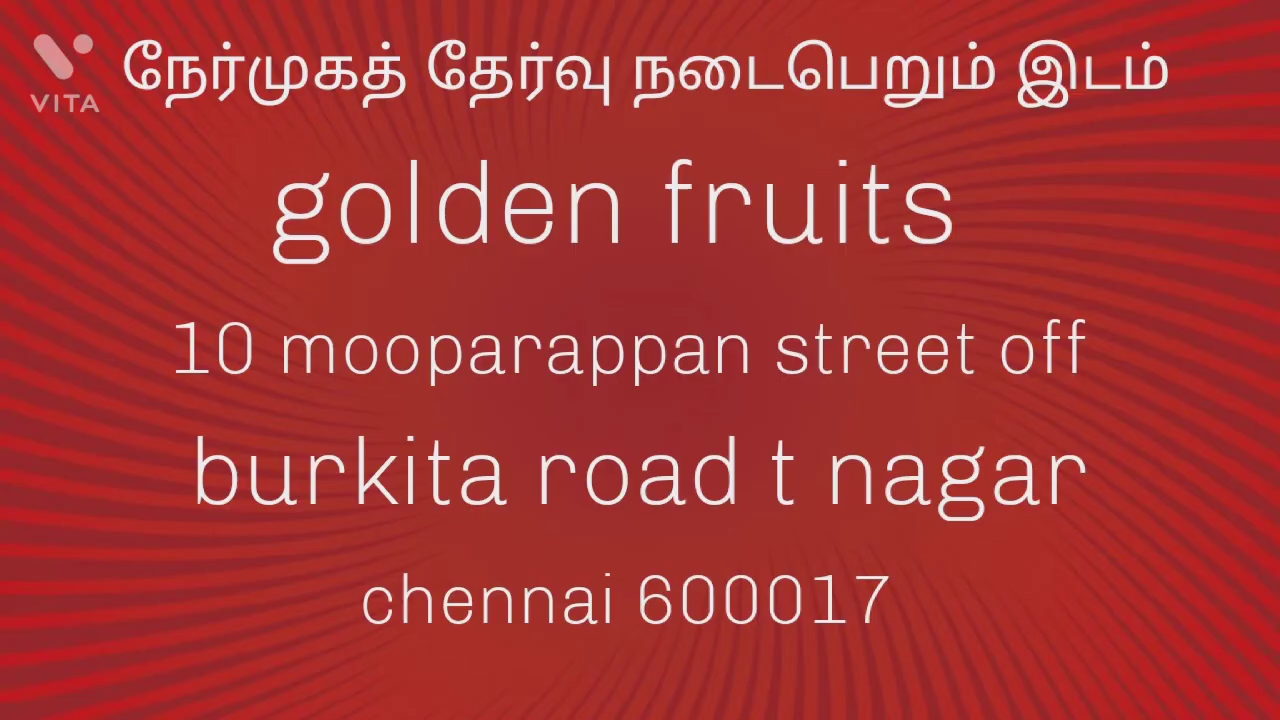 VITA
நேர்முகத் தேர்வு நடைபெறும் இடம்
golden fruits
10 mooparappan street off
burkita road t nagar
chennai 600017